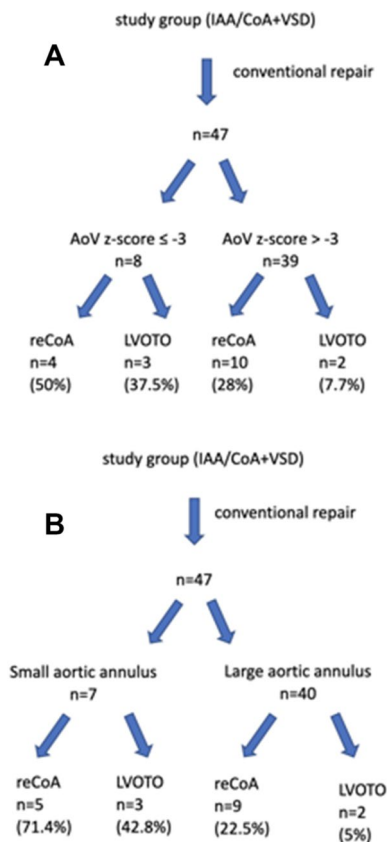 study group (IAA/CoA+VSD)
A
conventional repair
n=47
AoV z-score ≤ -3
n=8
AoV z-score > -3
n=39
reCoA
n=4
(50%)
LVOTO
n=3
(37.5%)
reCoA
n=10
(28%)
LVOTO
n=2
(7.7%)
study group (IAA/CoA+VSD)
B
conventional repair
n=47
Small aortic annulus
n=7
Large aortic annulus
n=40
reCoA
n=5
(71.4%)
LVOTO
n=3
(42.8%)
reCoA
n=9
(22.5%)
LVOTO
n=2
(5%)